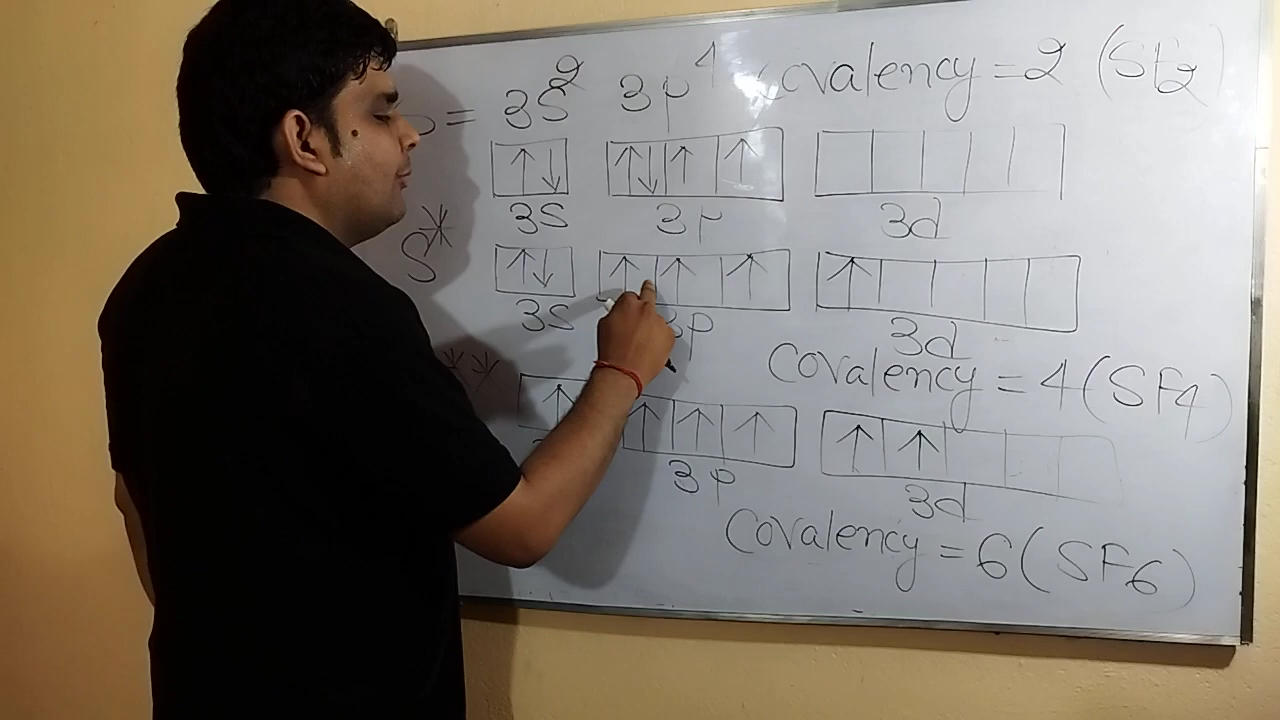 = 3S² 3p⁴ Covalency = 2 (SF₂)
↑↓ ↑↓ ↑ ↑
3S 3p 3d
S*
↑↓ ↑ ↑ ↑ ↑
3S 3p 3d
Covalency = 4 (SF₄)
**
↑ ↑ ↑ ↑ ↑ ↑
3p 3d
Covalency = 6 (SF₆)